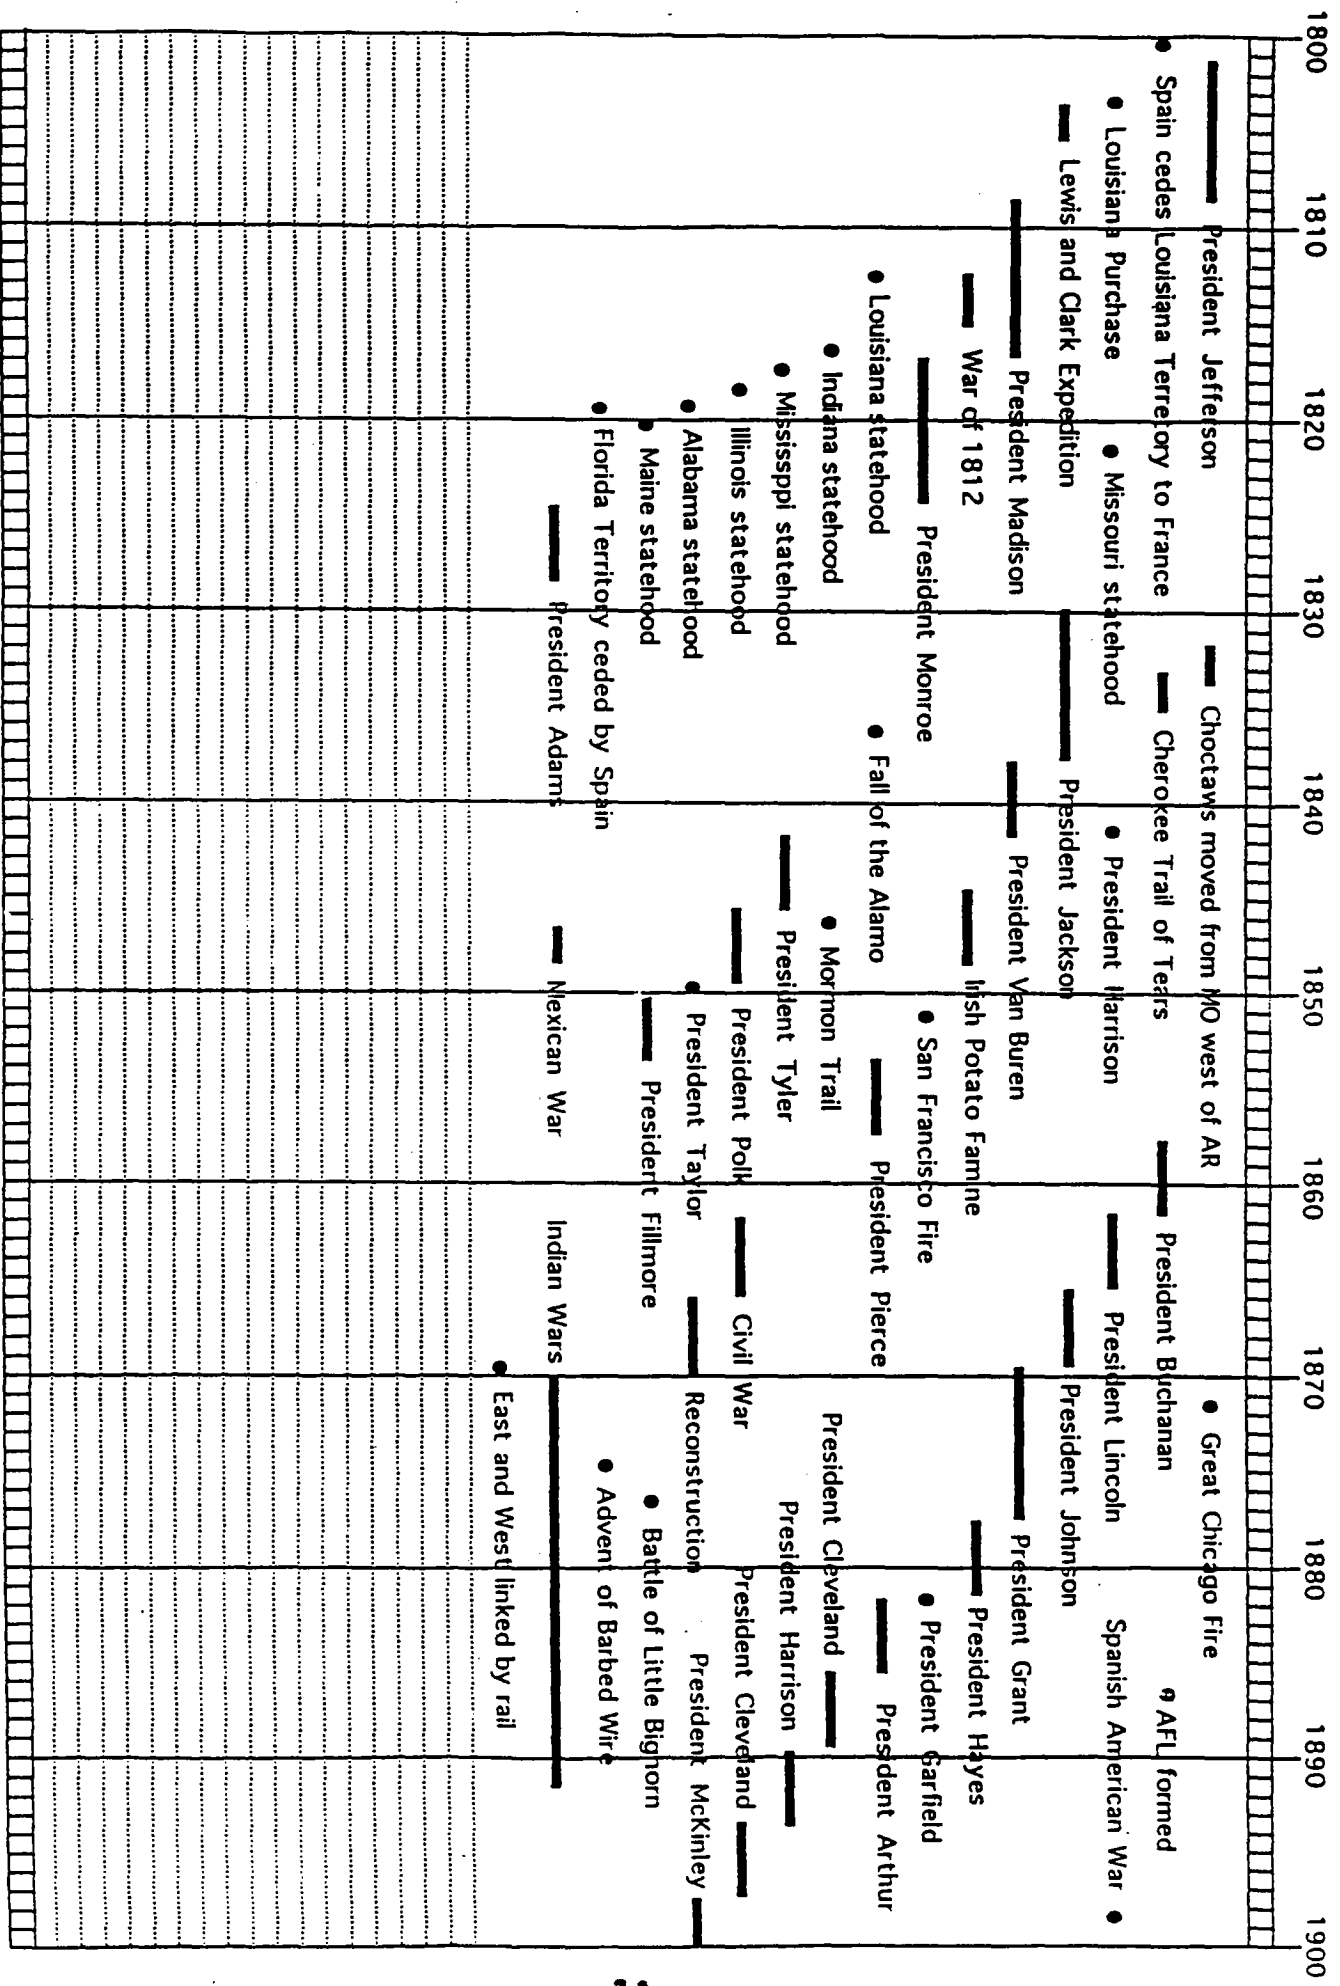 1800 1810 1820 1830 1840 1850 1860 1870 1880 1890 1900
President Jefferson
Choctaws moved from MO west of AR
Great Chicago Fire
Spain cedes Louisiana Terretory to France
Cherokee Trail of Tears
President Buchanan
AFL formed
Louisiana Purchase
Missouri statehood
President Harrison
President Lincoln
Spanish American War
Lewis and Clark Expedition
President Jackson
President Johnson
President Madison
President Van Buren
President Grant
War of 1812
Irish Potato Famine
President Hayes
President Monroe
San Francisco Fire
President Garfield
Louisiana statehood
Fall of the Alamo
President Pierce
President Arthur
Indiana statehood
Mormon Trail
President Cleveland
Mississppi statehood
President Tyler
President Harrison
Illinois statehood
President Polk
Civil War
President Cleveland
Alabama statehood
President Taylor
Reconstruction
President McKinley
Maine statehood
President Fillmore
Battle of Little Bighorn
Florida Territory ceded by Spain
Advent of Barbed Wire
President Adams
Mexican War
Indian Wars
East and West linked by rail